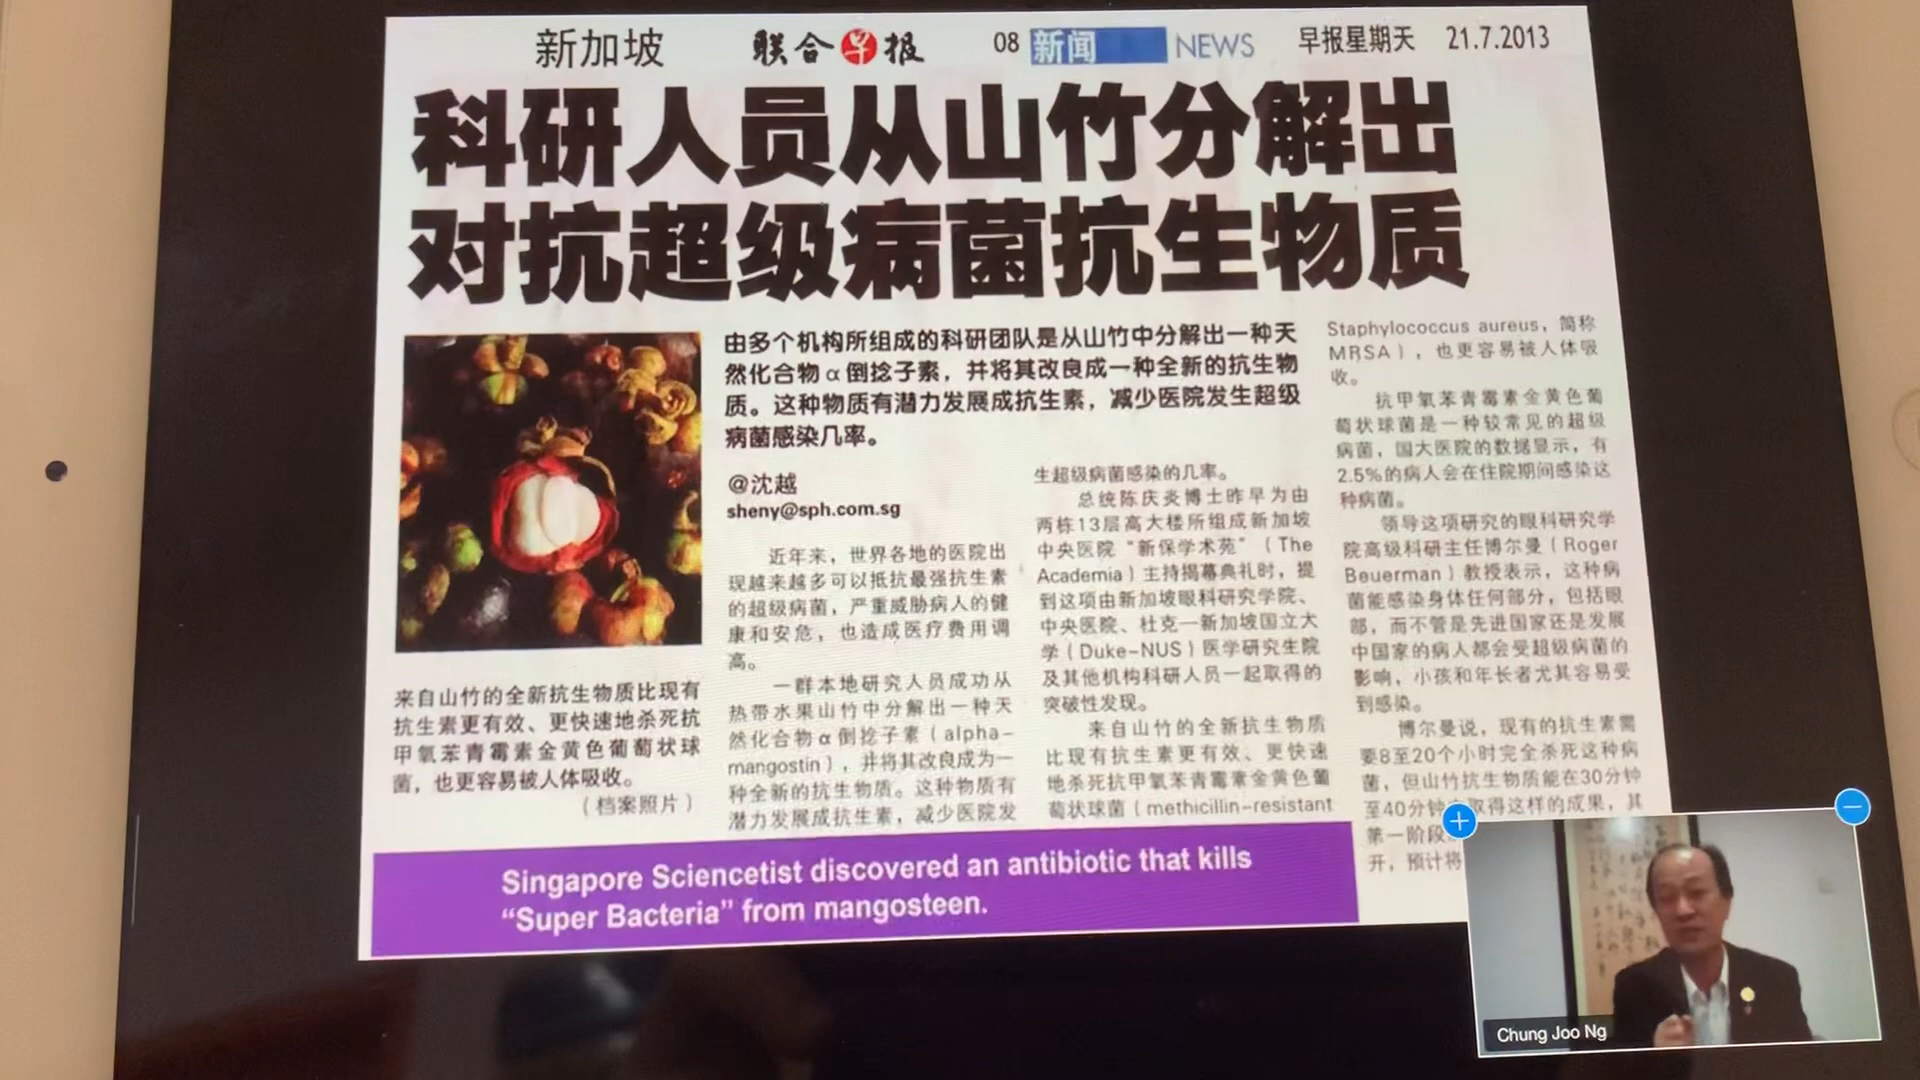 新加坡
联合早报
08 新闻 NEWS
早报星期天 21.7.2013
科研人员从山竹分解出
对抗超级病菌抗生物质
由多个机构所组成的科研团队是从山竹中分解出一种天
然化合物α倒捻子素，并将其改良成一种全新的抗生物
质。这种物质有潜力发展成抗生素，减少医院发生超级
病菌感染几率。
来自山竹的全新抗生物质比现有
抗生素更有效、更快速地杀死抗
甲氧苯青霉素金黄色葡萄状球
菌，也更容易被人体吸收。
（档案照片）
@沈越
sheny@sph.com.sg
近年来，世界各地的医院出
现越来越多可以抵抗最强抗生素
的超级病菌，严重威胁病人的健
康和安危，也造成医疗费用调
高。
一群本地研究人员成功从
热带水果山竹中分解出一种天
然化合物α倒捻子素（alpha-
mangostin），并将其改良成为一
种全新的抗生物质。这种物质有
潜力发展成抗生素，减少医院发
生超级病菌感染的几率。
总统陈庆炎博士昨早为由
两栋13层高大楼所组成新加坡
中央医院“新保学术苑”（The
Academia）主持揭幕典礼时，提
到这项由新加坡眼科研究学院、
中央医院、杜克—新加坡国立大
学（Duke-NUS）医学研究生院
及其他机构科研人员一起取得的
突破性发现。
来自山竹的全新抗生物质
比现有抗生素更有效、更快速
地杀死抗甲氧苯青霉素金黄色葡
萄状球菌（methicillin-resistant
Staphylococcus aureus，简称
MRSA），也更容易被人体吸
收。
抗甲氧苯青霉素金黄色葡
萄状球菌是一种较常见的超级
病菌，国大医院的数据显示，有
2.5%的病人会在住院期间感染这
种病菌。
领导这项研究的眼科研究学
院高级科研主任博尔曼（Roger
Beuerman）教授表示，这种病
菌能感染身体任何部分，包括眼
部，而不管是先进国家还是发展
中国家的病人都会受超级病菌的
影响，小孩和年长者尤其容易受
到感染。
博尔曼说，现有的抗生素需
要8至20个小时完全杀死这种病
菌，但山竹抗生物质能在30分钟
至40分钟 取得这样的成果，其
第一阶段
开，预计将
Singapore Sciencetist discovered an antibiotic that kills
“Super Bacteria” from mangosteen.
Chung Joo Ng